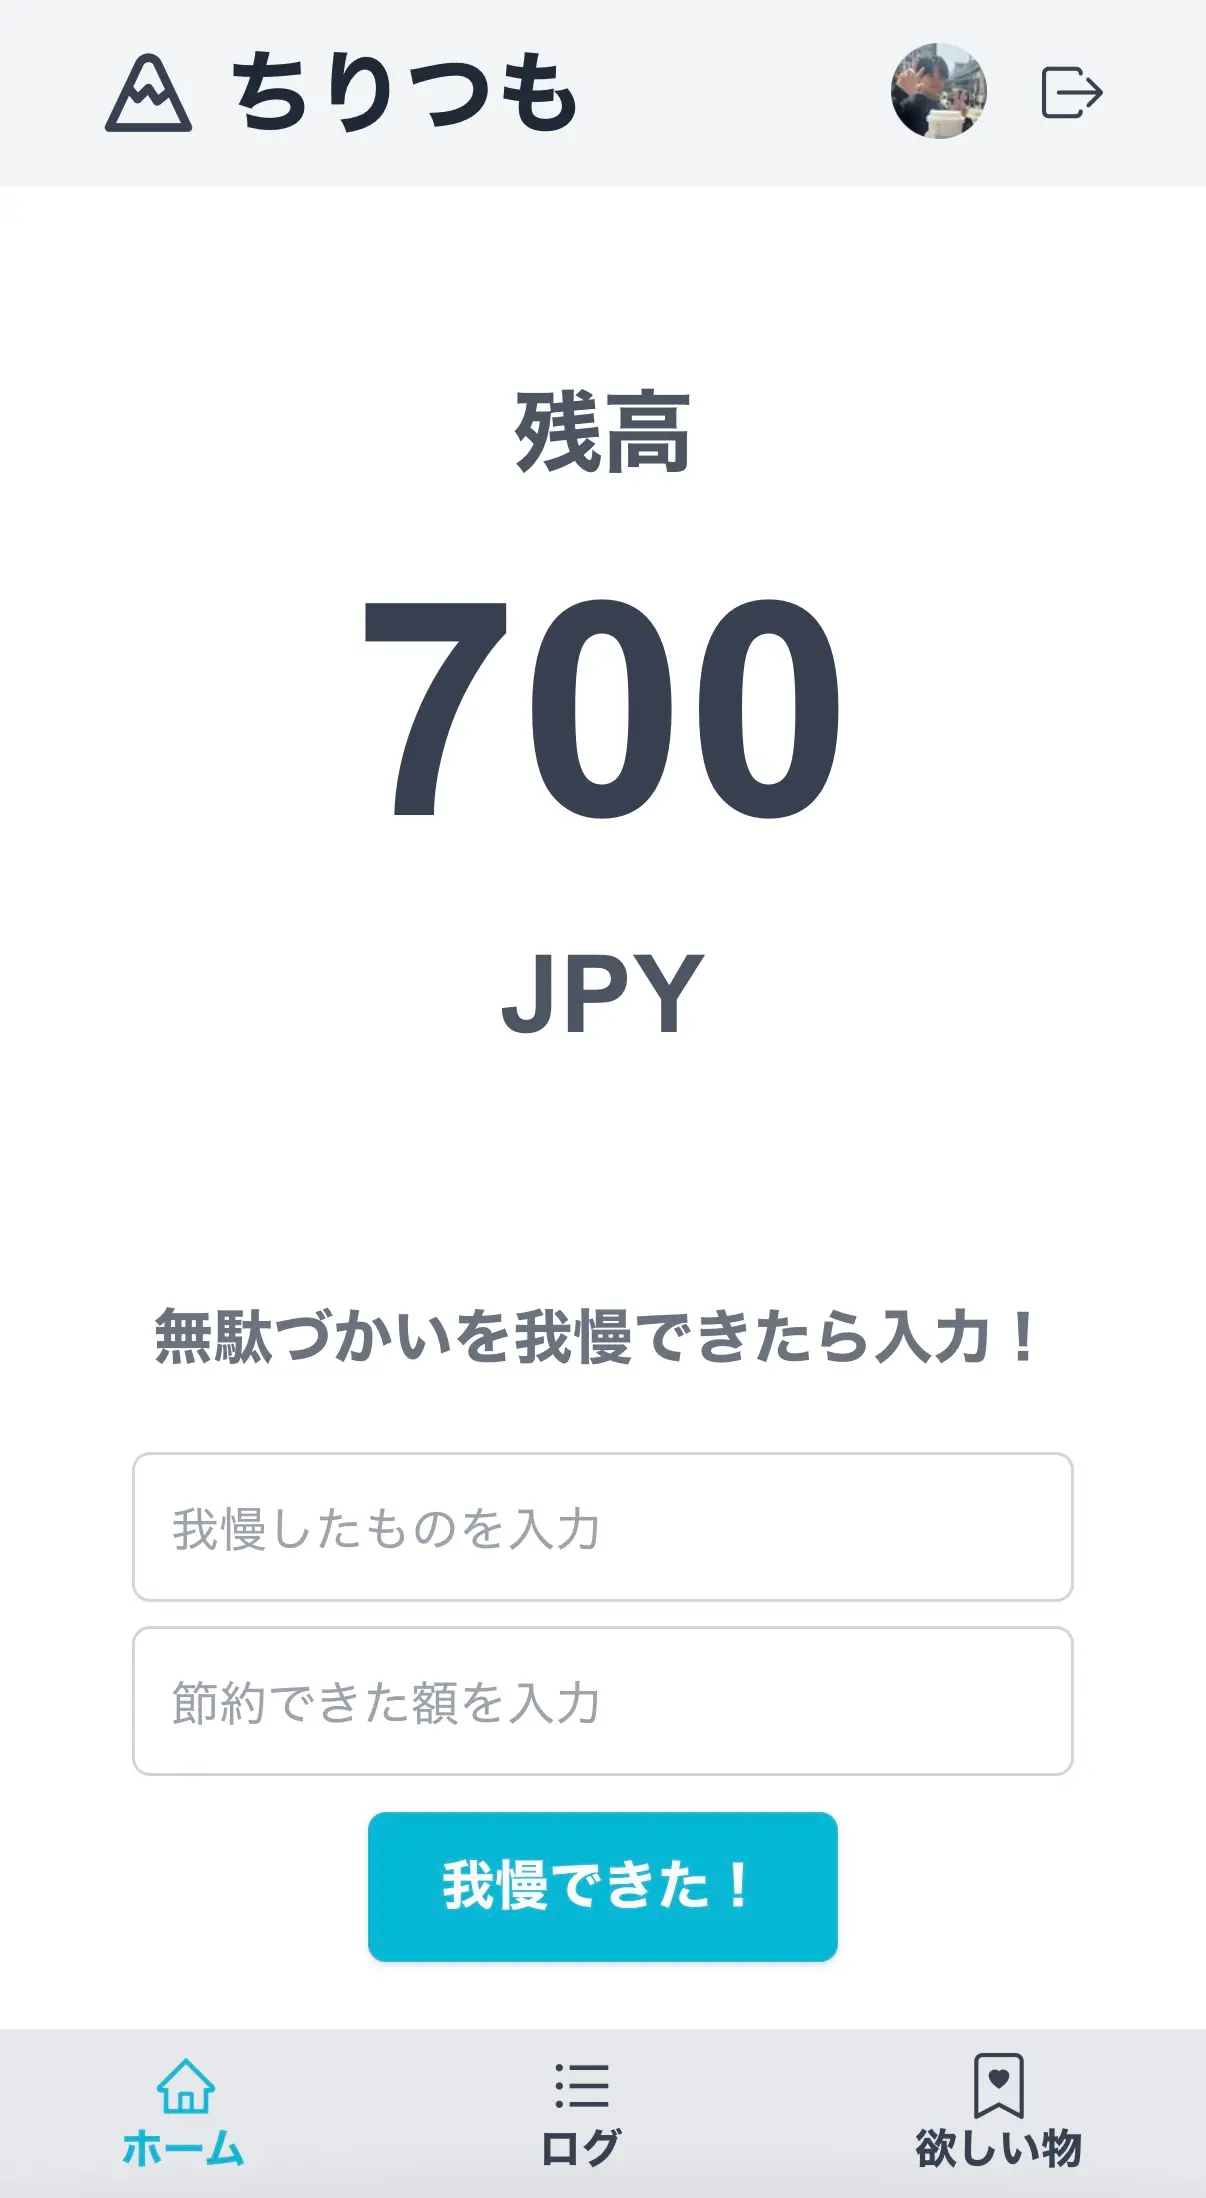 ちりつも
残高
700
JPY
無駄づかいを我慢できたら入力！
我慢したものを入力
節約できた額を入力
我慢できた！
ホーム
ログ
欲しい物